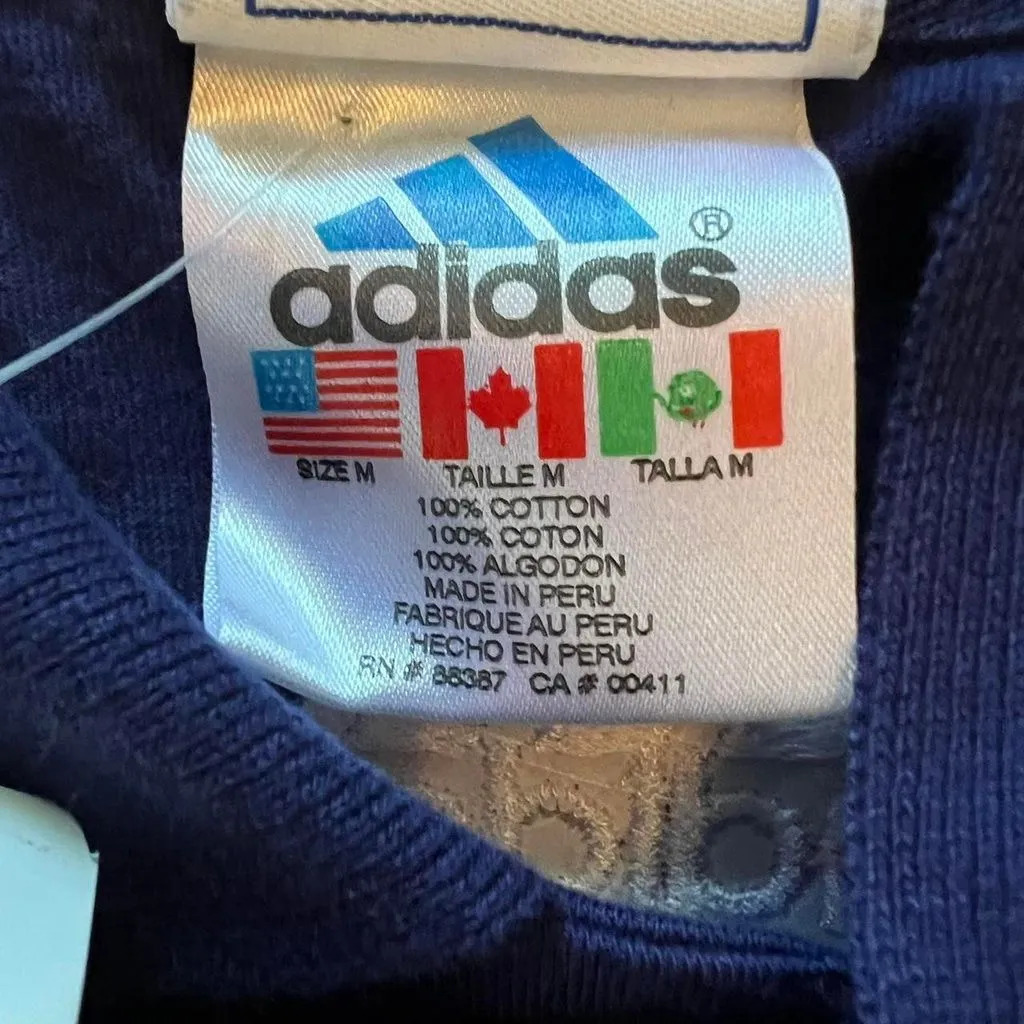 adidas ®
SIZE M TAILLE M TALLA M
100% COTTON
100% COTON
100% ALGODON
MADE IN PERU
FABRIQUE AU PERU
HECHO EN PERU
RN # 88387 CA # 00411